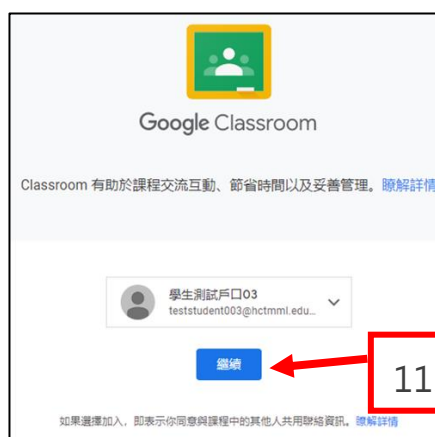 Google Classroom
Classroom 有助於課程交流互動、節省時間以及妥善管理。瞭解詳情
學生測試戶口03
teststudent003@hctmml.edu...
繼續
11
如果選擇加入，即表示你同意與課程中的其他人共用聯絡資訊。瞭解詳情